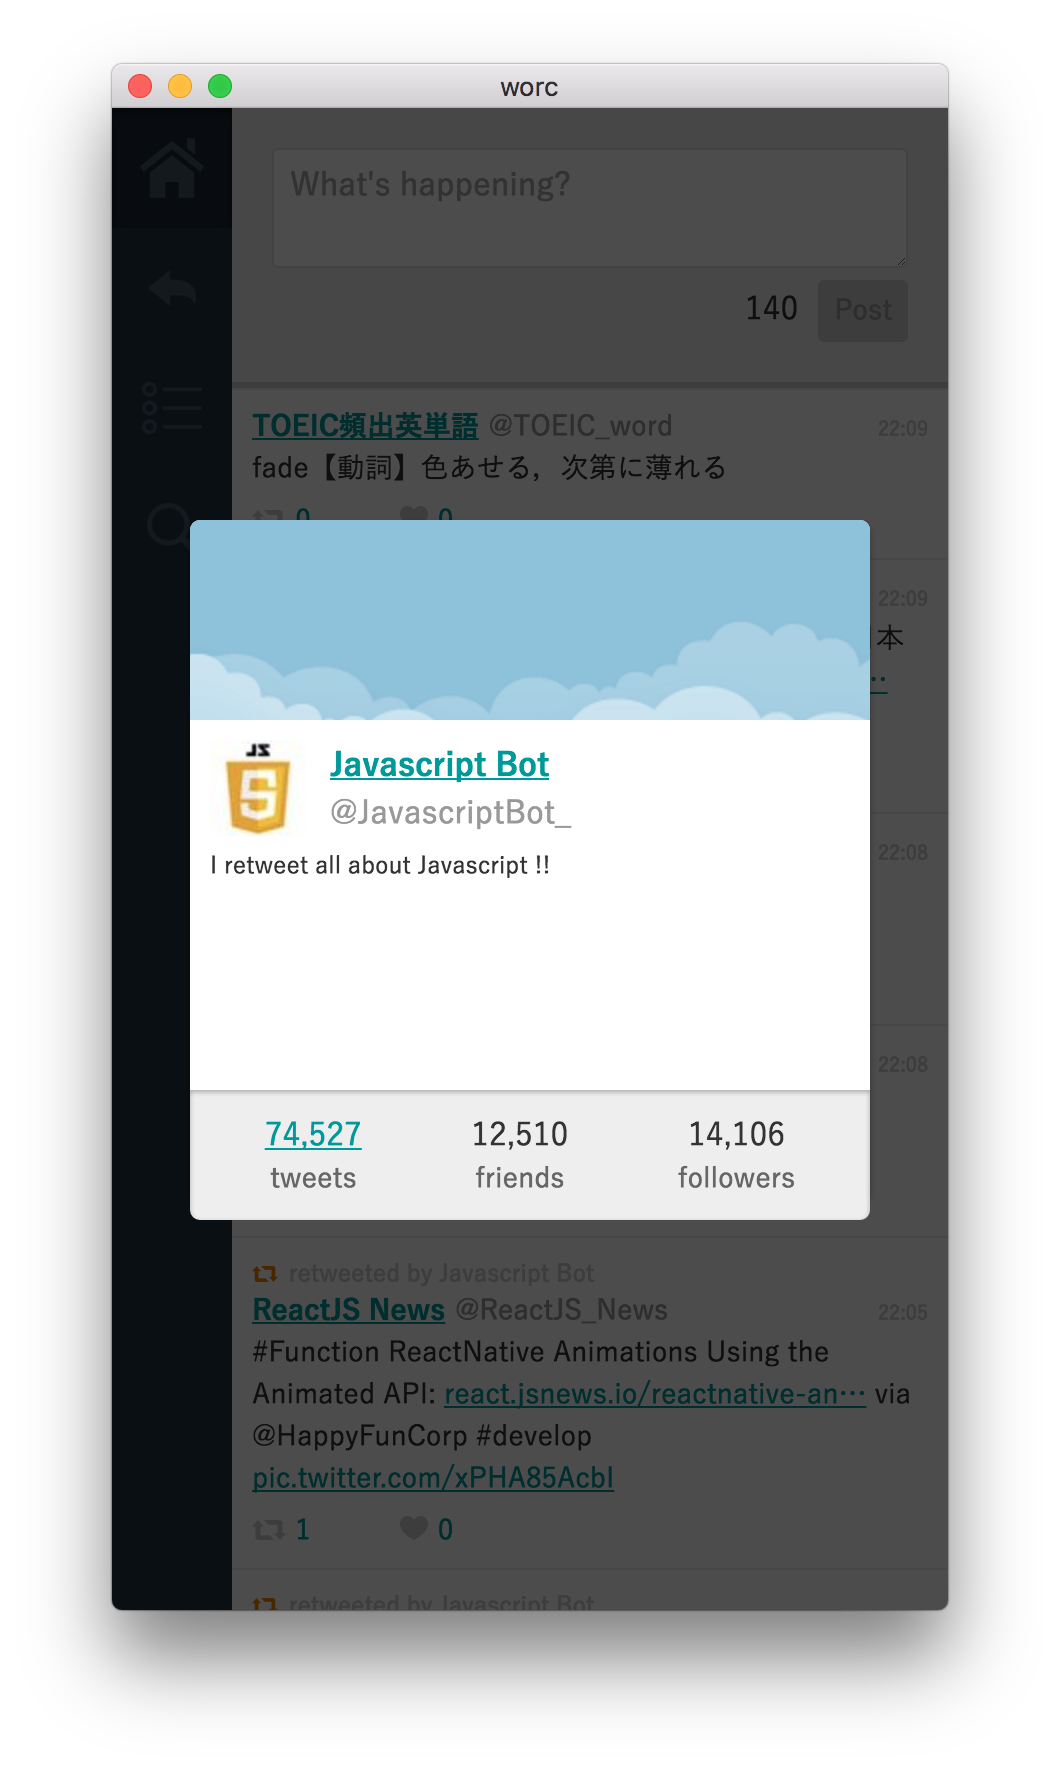 worc
What's happening?
140 Post
TOEIC頻出英単語 @TOEIC_word 22:09
fade【動詞】色あせる，次第に薄れる
0 0
22:09
本
…
22:08
22:08
JS
Javascript Bot
@JavascriptBot_
I retweet all about Javascript !!
74,527 12,510 14,106
tweets friends followers
retweeted by Javascript Bot
ReactJS News @ReactJS_News 22:05
#Function ReactNative Animations Using the
Animated API: react.jsnews.io/reactnative-an… via
@HappyFunCorp #develop
pic.twitter.com/xPHA85Acbl
1 0
retweeted by Javascript Bot